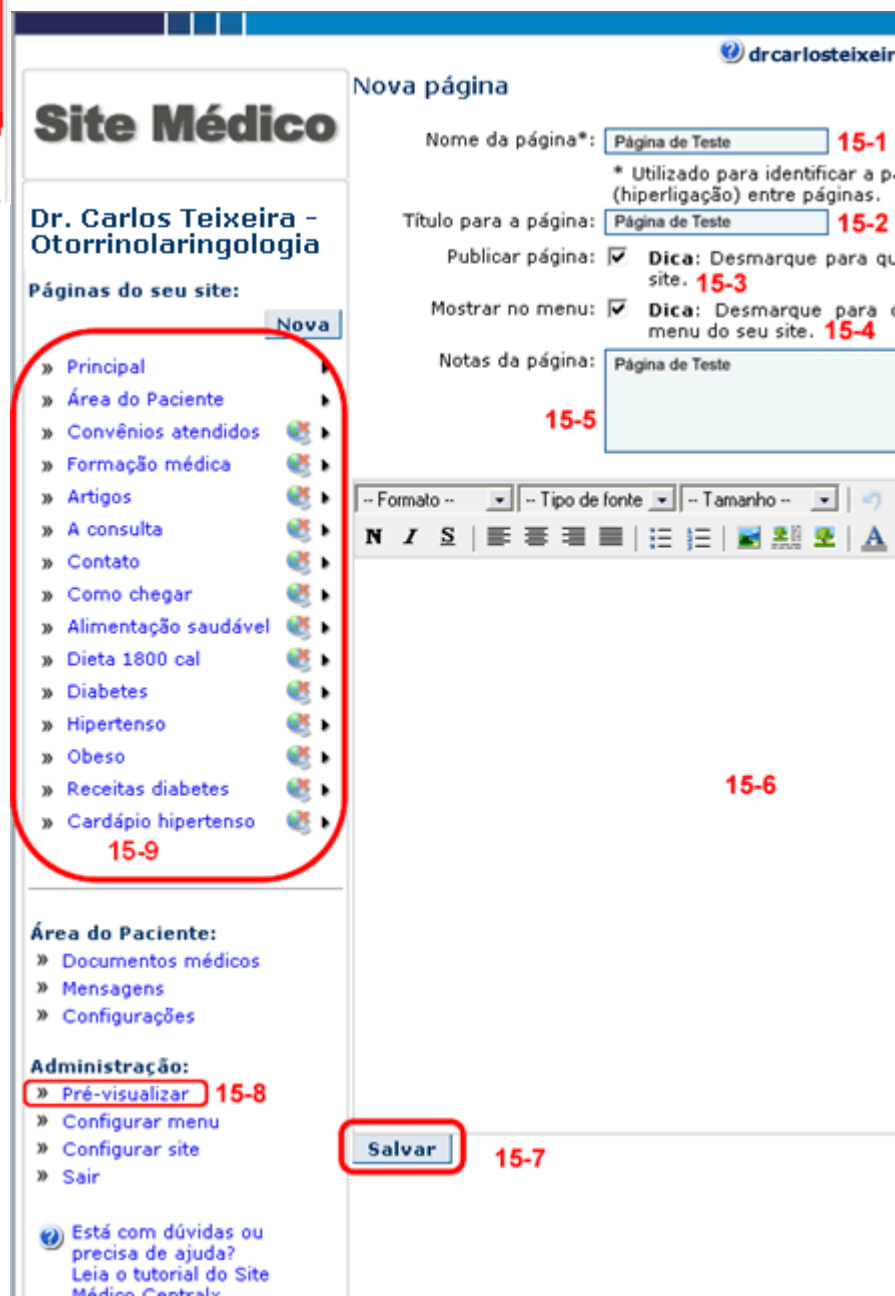 drcarlosteixeir
Site Médico
Dr. Carlos Teixeira -
Otorrinolaringologia
Páginas do seu site:
Nova
» Principal
» Área do Paciente
» Convênios atendidos
» Formação médica
» Artigos
» A consulta
» Contato
» Como chegar
» Alimentação saudável
» Dieta 1800 cal
» Diabetes
» Hipertenso
» Obeso
» Receitas diabetes
» Cardápio hipertenso
15-9
Área do Paciente:
» Documentos médicos
» Mensagens
» Configurações
Administração:
» Pré-visualizar 15-8
» Configurar menu
» Configurar site
» Sair
Está com dúvidas ou
precisa de ajuda?
Leia o tutorial do Site
Médico Centralx
Nova página
Nome da página*: Página de Teste 15-1
* Utilizado para identificar a pá
(hiperligação) entre páginas.
Título para a página: Página de Teste 15-2
Publicar página: Dica: Desmarque para qu
site. 15-3
Mostrar no menu: Dica: Desmarque para
menu do seu site. 15-4
Notas da página: Página de Teste
15-5
-- Formato -- -- Tipo de fonte -- Tamanho --
N I S A
15-6
Salvar 15-7